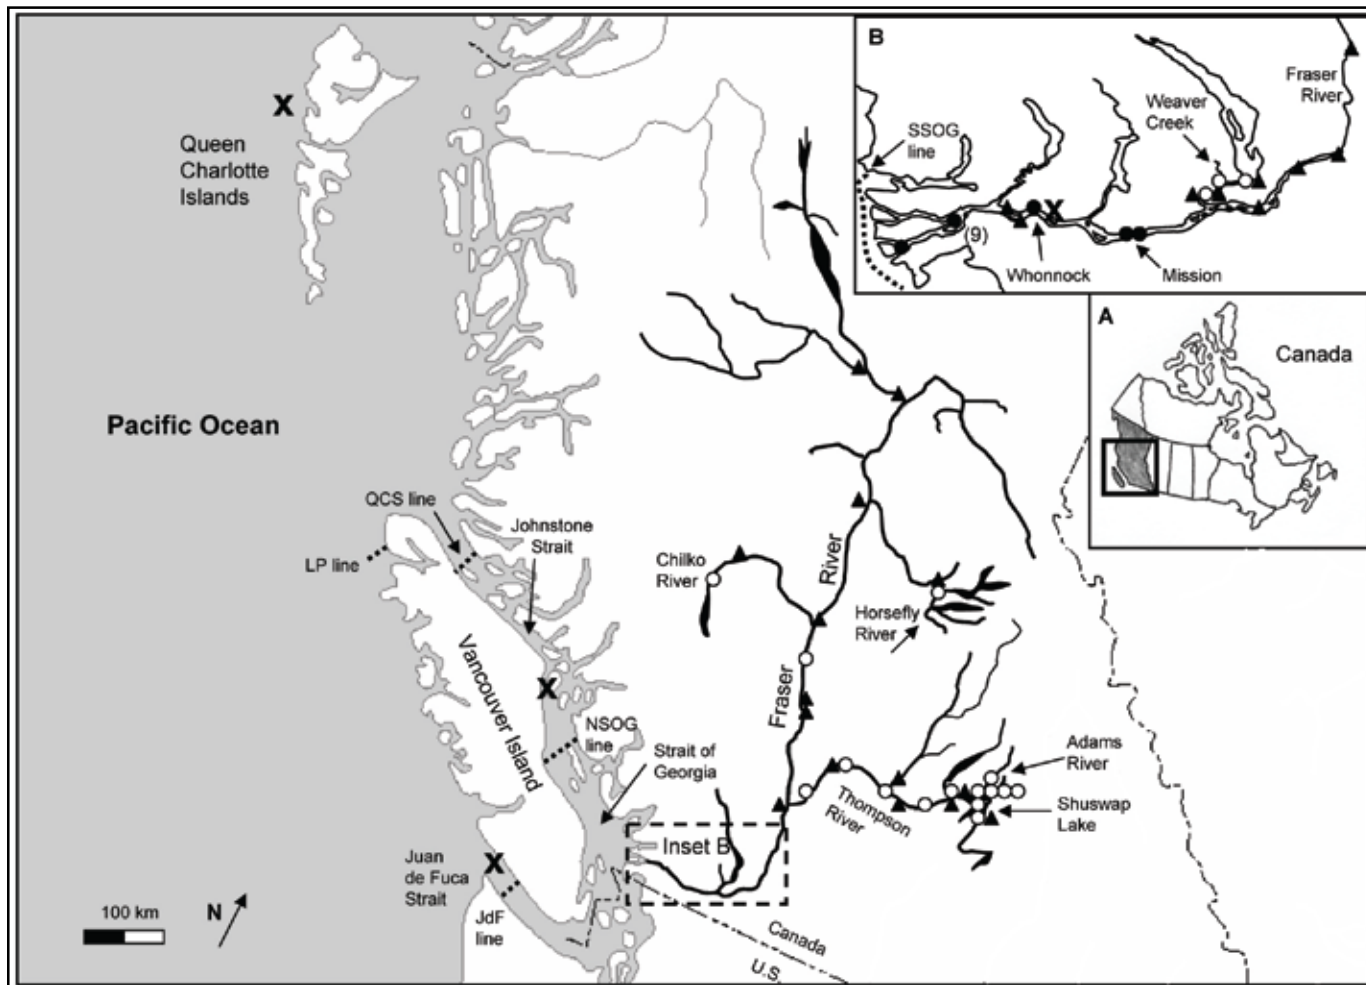 B
Fraser
River
Weaver
Creek
SSOG
line
(9)
X
Whonnock
Mission
A
Canada
X
Queen
Charlotte
Islands
Pacific Ocean
QCS line
Johnstone
Strait
LP line
Chilko
River
River
Horsefly
River
Vancouver Island
X
Fraser
NSOG
line
Strait of
Georgia
Adams
River
Thompson
River
Shuswap
Lake
Inset B
Juan
de Fuca
Strait
X
JdF
line
100 km
N
Canada
U.S.